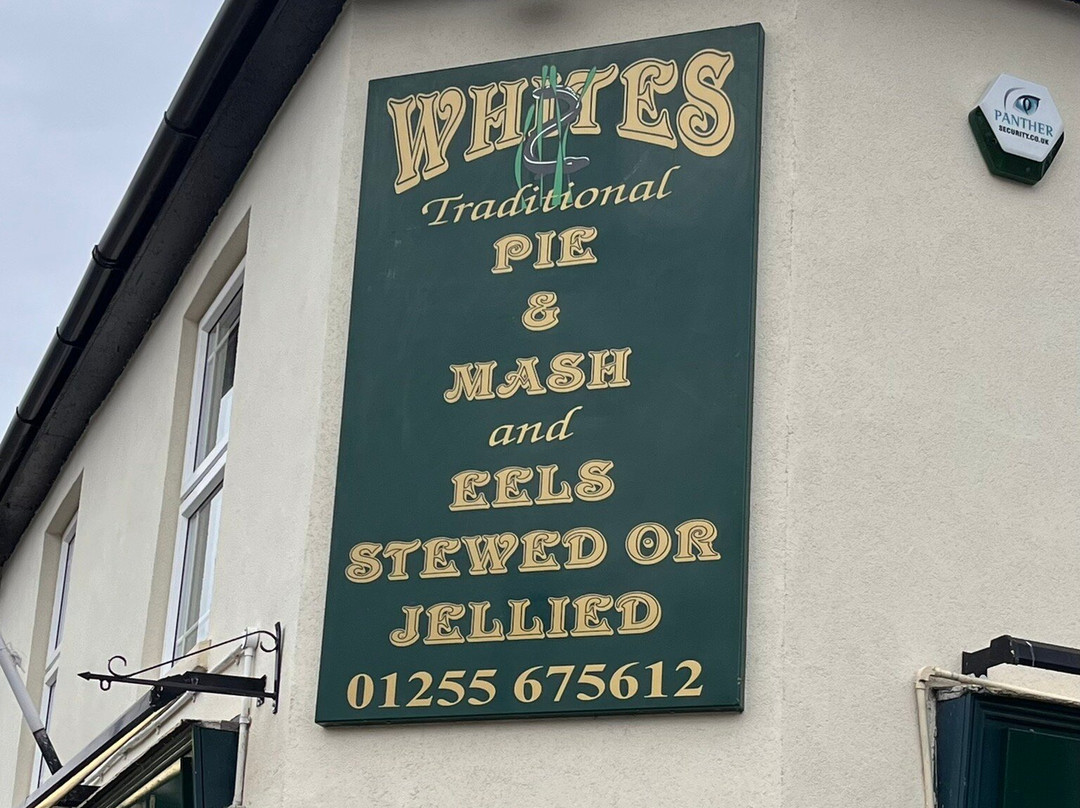 WHITES
Traditional
PIE
&
MASH
and
EELS
STEWED OR
JELLIED
01255 675612
PANTHER
SECURITY.CO.UK